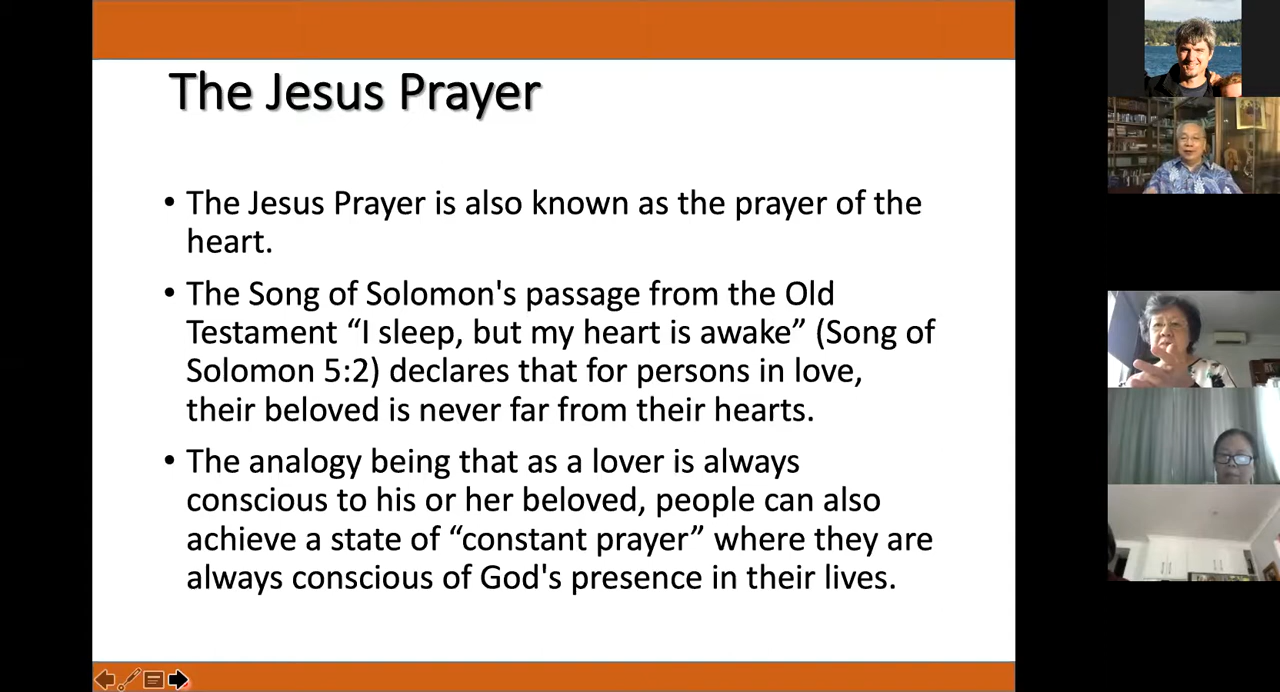 The Jesus Prayer
• The Jesus Prayer is also known as the prayer of the
heart.
• The Song of Solomon's passage from the Old
Testament “I sleep, but my heart is awake” (Song of
Solomon 5:2) declares that for persons in love,
their beloved is never far from their hearts.
• The analogy being that as a lover is always
conscious to his or her beloved, people can also
achieve a state of “constant prayer” where they are
always conscious of God's presence in their lives.